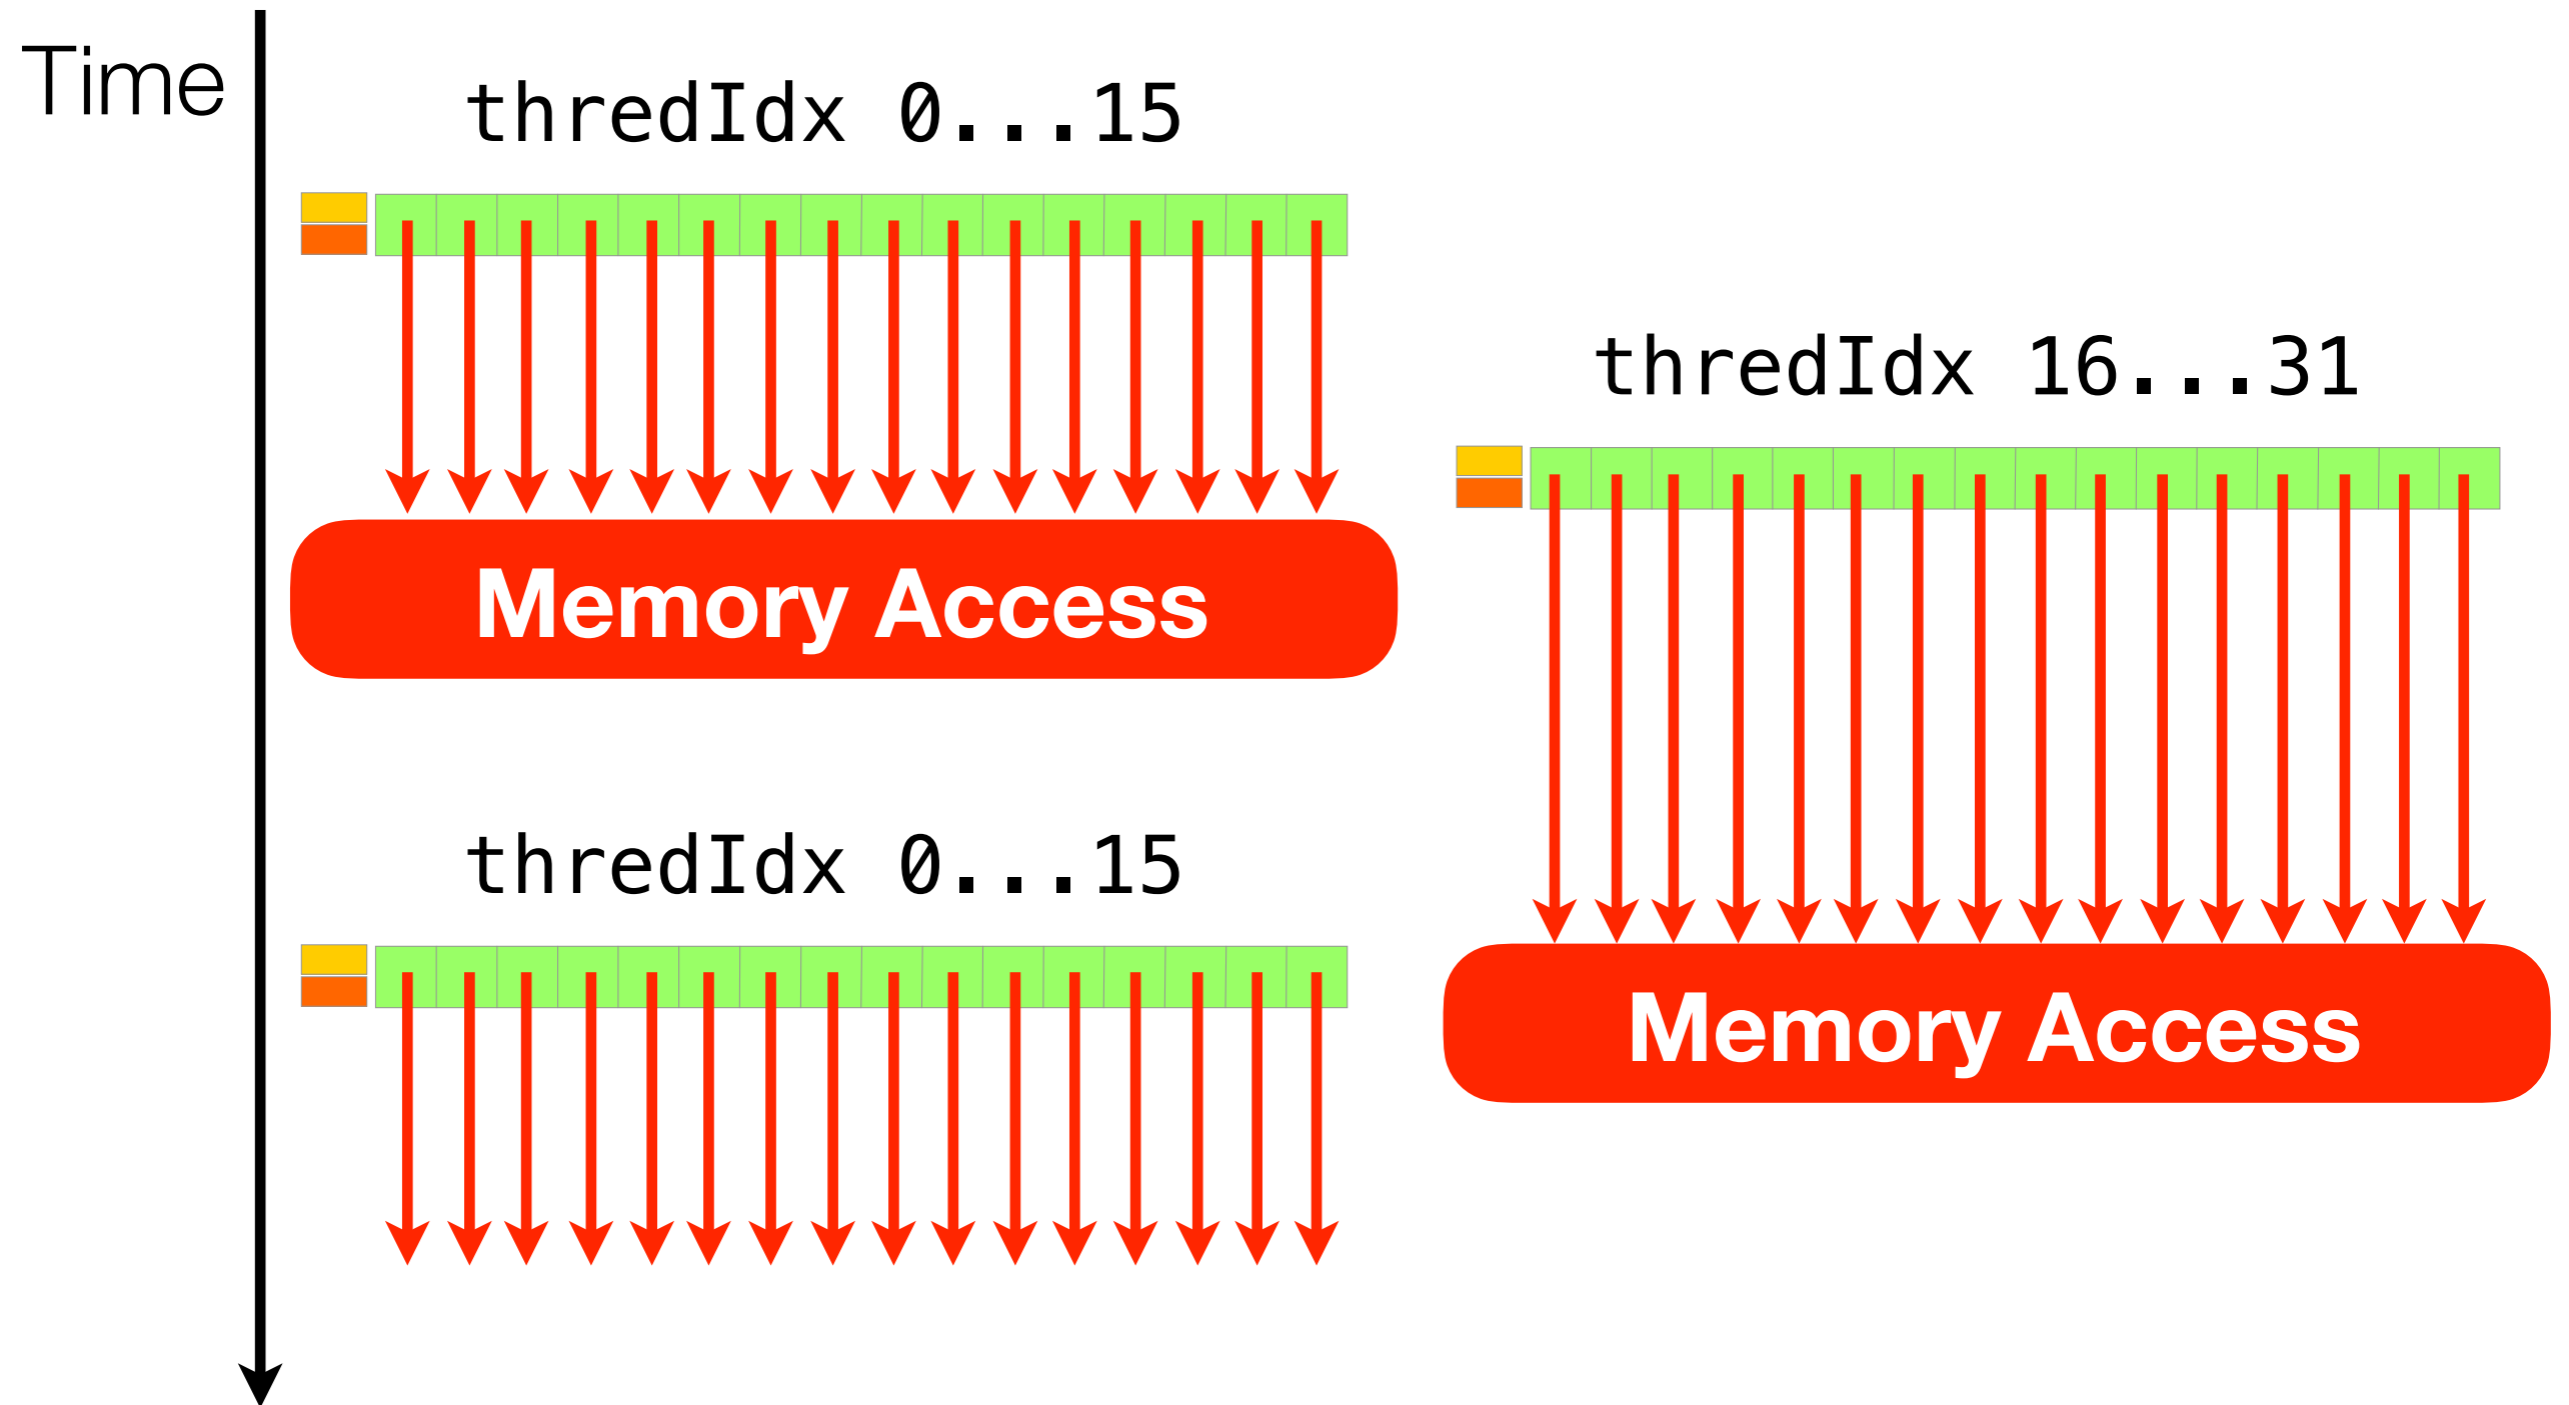 Time
thredIdx 0...15
thredIdx 16...31
Memory Access
thredIdx 0...15
Memory Access